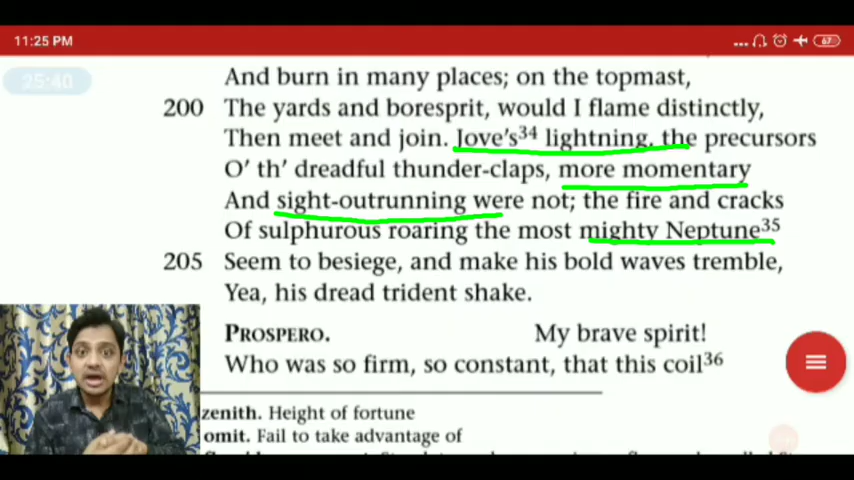 11:25 PM
67
25:40
And burn in many places; on the topmast,
200 The yards and boresprit, would I flame distinctly,
Then meet and join. Jove's34 lightning, the precursors
O' th' dreadful thunder-claps, more momentary
And sight-outrunning were not; the fire and cracks
Of sulphurous roaring the most mighty Neptune35
205 Seem to besiege, and make his bold waves tremble,
Yea, his dread trident shake.
PROSPERO. My brave spirit!
Who was so firm, so constant, that this coil36
zenith. Height of fortune
omit. Fail to take advantage of